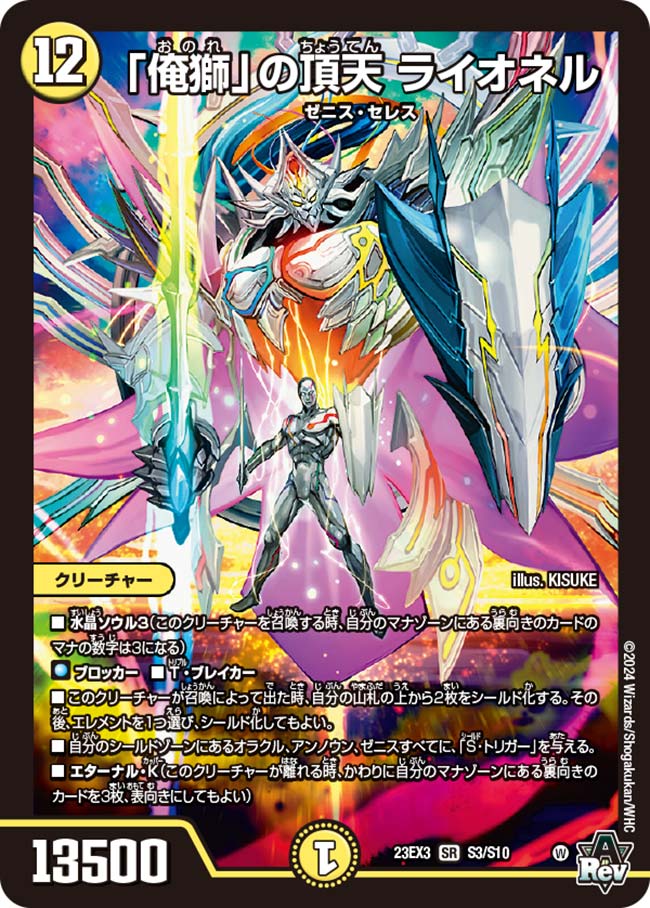 12
「俺獅」の頂天 ライオネル
おのれ ちょうてん
ゼニス・セレス
クリーチャー
illus. KISUKE
■水晶ソウル3(このクリーチャーを召喚する時、自分のマナゾーンにある裏向きのカードの
マナの数字は3になる)
ブロッカー ■T・ブレイカー
■このクリーチャーが召喚によって出た時、自分の山札の上から2枚をシールド化する。その
後、エレメントを1つ選び、シールド化してもよい。
■自分のシールドゾーンにあるオラクル、アンノウン、ゼニスすべてに、「S・トリガー」を与える。
■エターナル・K(このクリーチャーが離れる時、かわりに自分のマナゾーンにある裏向きの
カードを3枚、表向きにしてもよい)
©2024 Wizards/Shogakukan/WHC
13500
1
23EX3 SR S3/S10
W
A
Rev